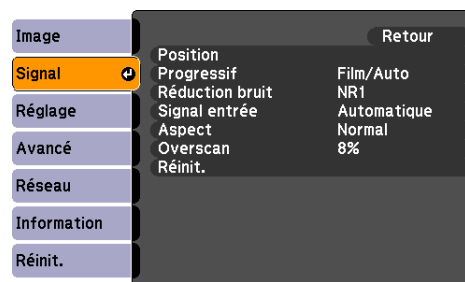 Image
Signal
Réglage
Avancé
Réseau
Information
Réinit.
Retour
Position
Progressif Film/Auto
Réduction bruit NR1
Signal entrée Automatique
Aspect Normal
Overscan 8%
Réinit.